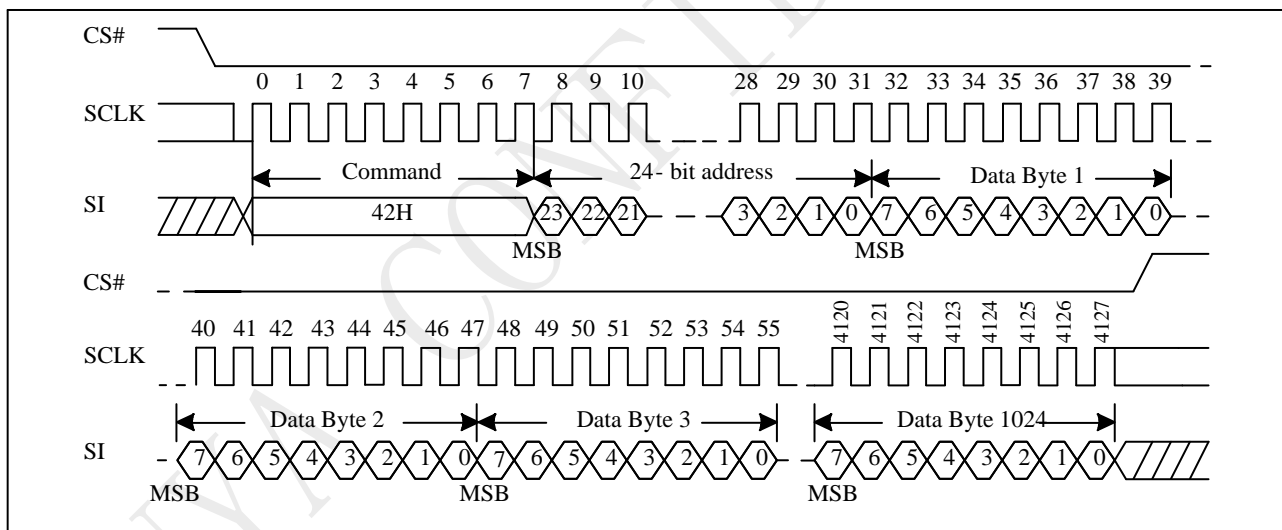 CS#
0 1 2 3 4 5 6 7 8 9 10 28 29 30 31 32 33 34 35 36 37 38 39
SCLK
Command 24- bit address Data Byte 1
SI 42H 23 22 21 3 2 1 0 7 6 5 4 3 2 1 0
MSB MSB
CS#
40 41 42 43 44 45 46 47 48 49 50 51 52 53 54 55 4120 4121 4122 4123 4124 4125 4126 4127
SCLK
Data Byte 2 Data Byte 3 Data Byte 1024
SI 7 6 5 4 3 2 1 0 7 6 5 4 3 2 1 0 7 6 5 4 3 2 1 0
MSB MSB MSB